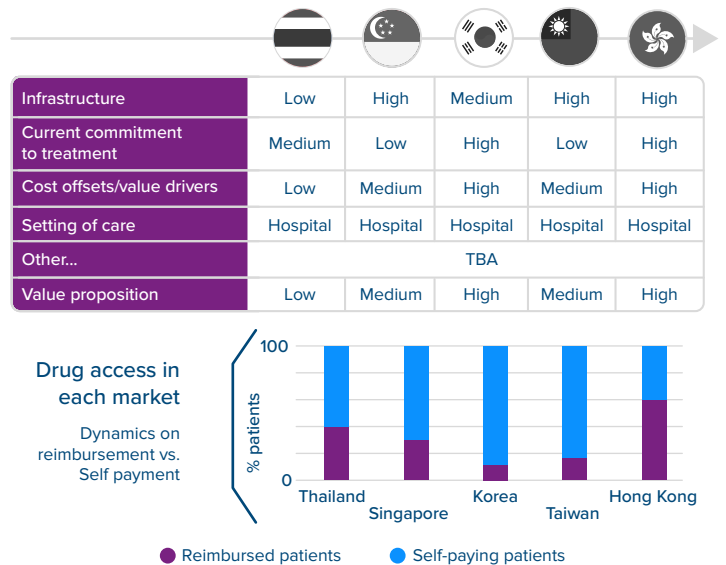 Infrastructure Low High Medium High High
Current commitment
to treatment Medium Low High Low High
Cost offsets/value drivers Low Medium High Medium High
Setting of care Hospital Hospital Hospital Hospital Hospital
Other... TBA
Value proposition Low Medium High Medium High
Drug access in
each market
Dynamics on
reimbursement vs.
Self payment
% patients
100
0
Thailand
Singapore
Korea
Taiwan
Hong Kong
Reimbursed patients
Self-paying patients